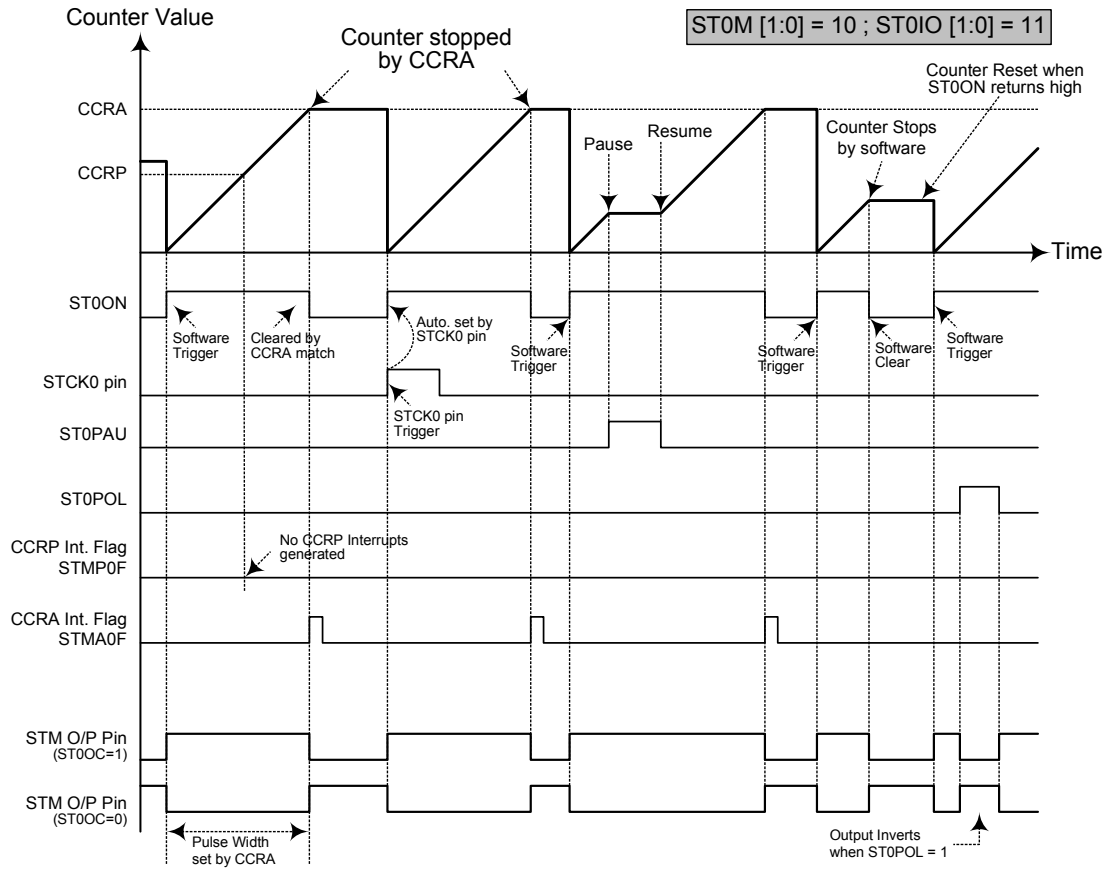 Counter Value
ST0M [1:0] = 10 ; ST0IO [1:0] = 11
Counter stopped
by CCRA
Counter Reset when
ST0ON returns high
CCRA
Pause
Resume
Counter Stops
by software
CCRP
Time
ST0ON
Software
Trigger
Cleared by
CCRA match
Auto. set by
STCK0 pin
Software
Trigger
Software
Trigger
Software
Clear
Software
Trigger
STCK0 pin
STCK0 pin
Trigger
ST0PAU
ST0POL
CCRP Int. Flag
STMP0F
No CCRP Interrupts
generated
CCRA Int. Flag
STMA0F
STM O/P Pin
(ST0OC=1)
STM O/P Pin
(ST0OC=0)
Pulse Width
set by CCRA
Output Inverts
when ST0POL = 1